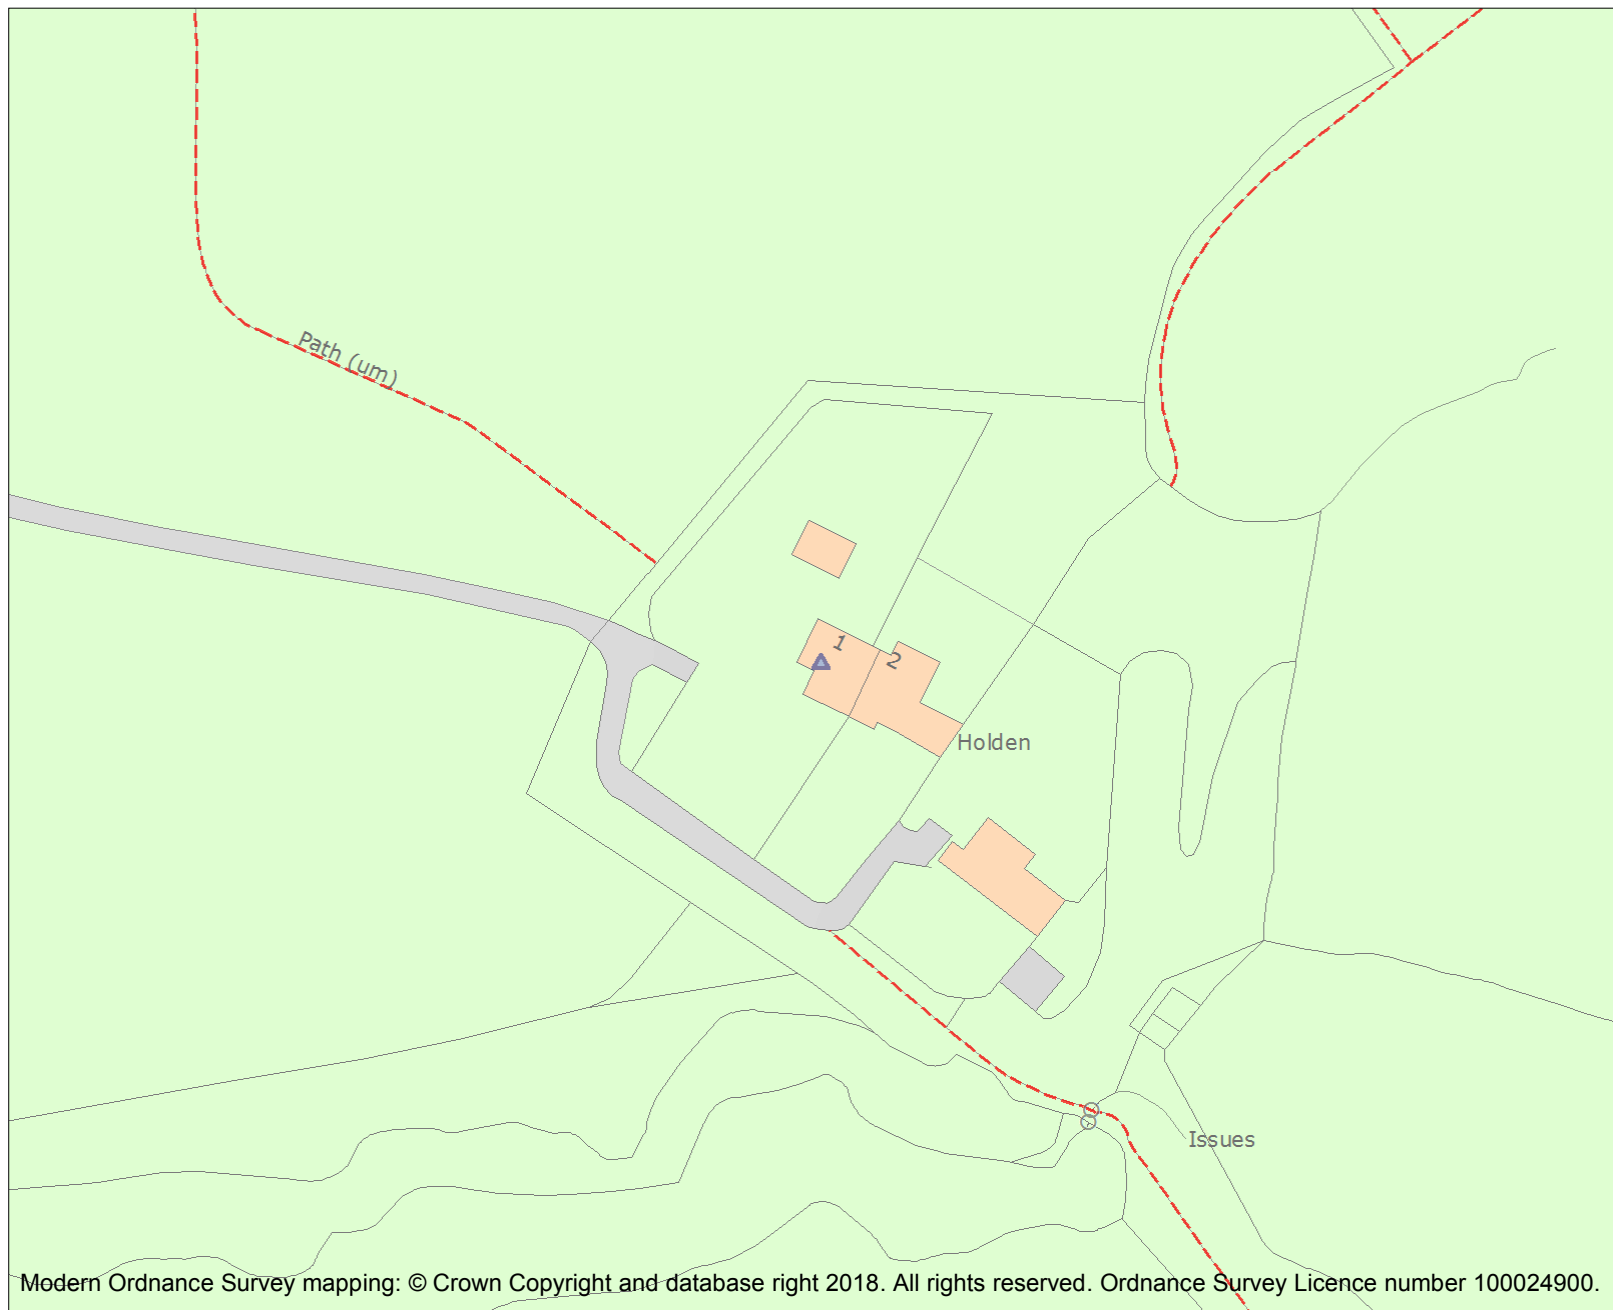 Path (um)
1
2
Holden
Issues
Modern Ordnance Survey mapping: © Crown Copyright and database right 2018. All rights reserved. Ordnance Survey Licence number 100024900.